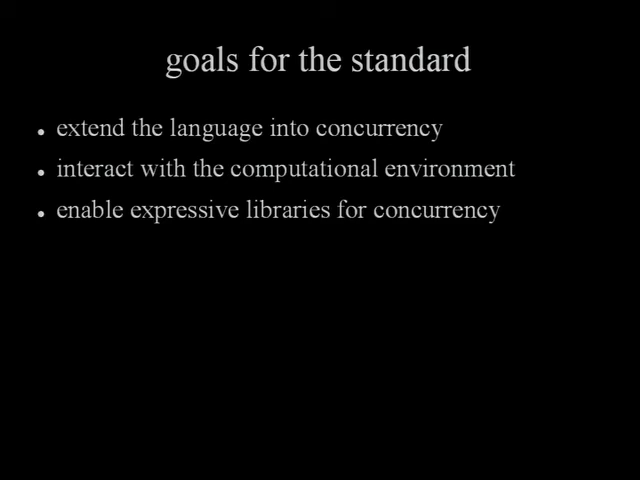 goals for the standard
● extend the language into concurrency
● interact with the computational environment
● enable expressive libraries for concurrency